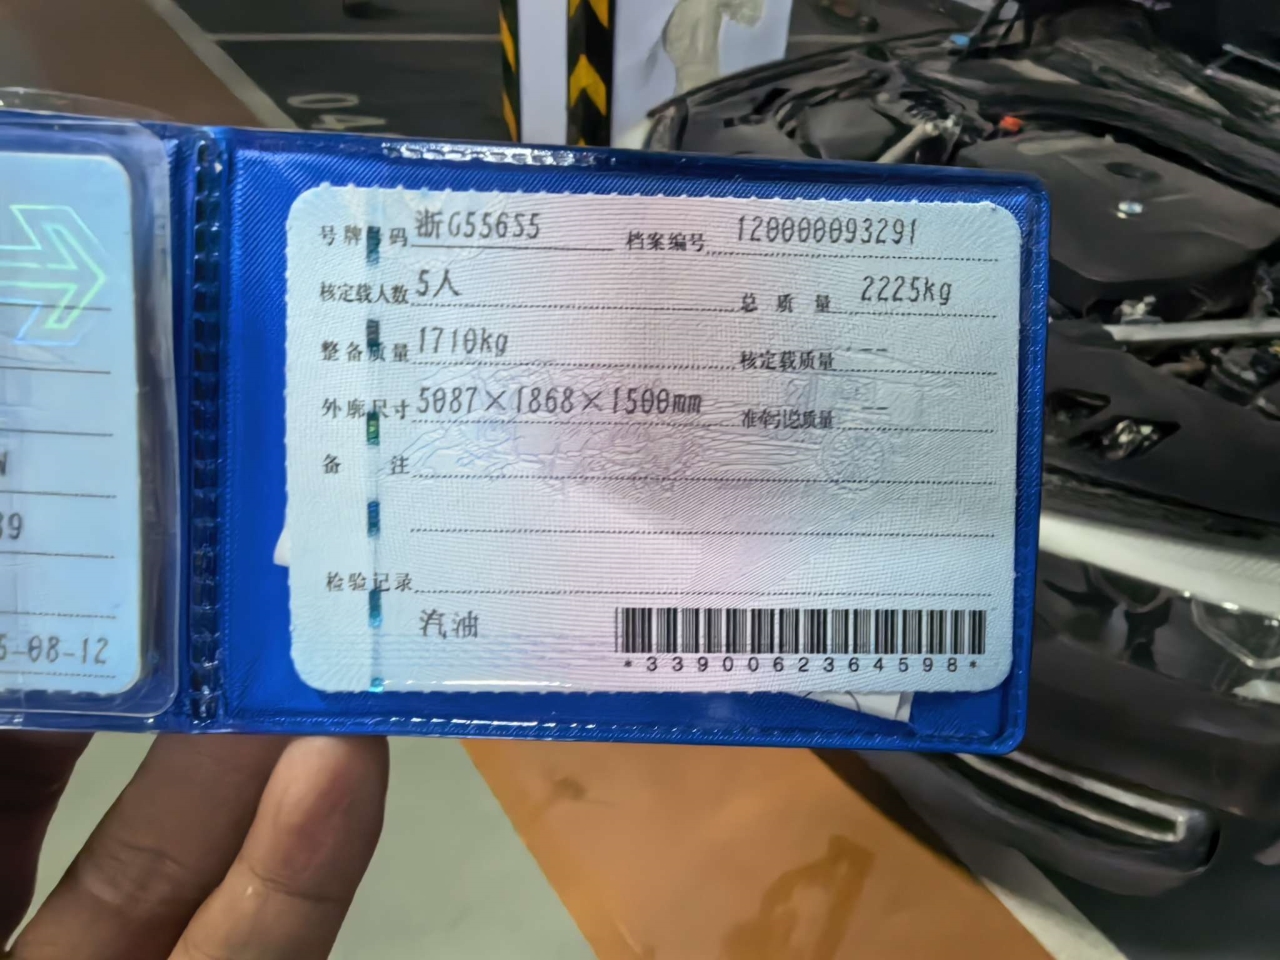 号牌号码 浙G556S5 档案编号 120000093291
核定载人数 5人 总质量 2225kg
整备质量 1710kg 核定载质量 --
外廓尺寸 5087×1868×1500mm 准牵引总质量 --
备注
检验记录
汽油
*3390062364598*
39
5-08-12
04